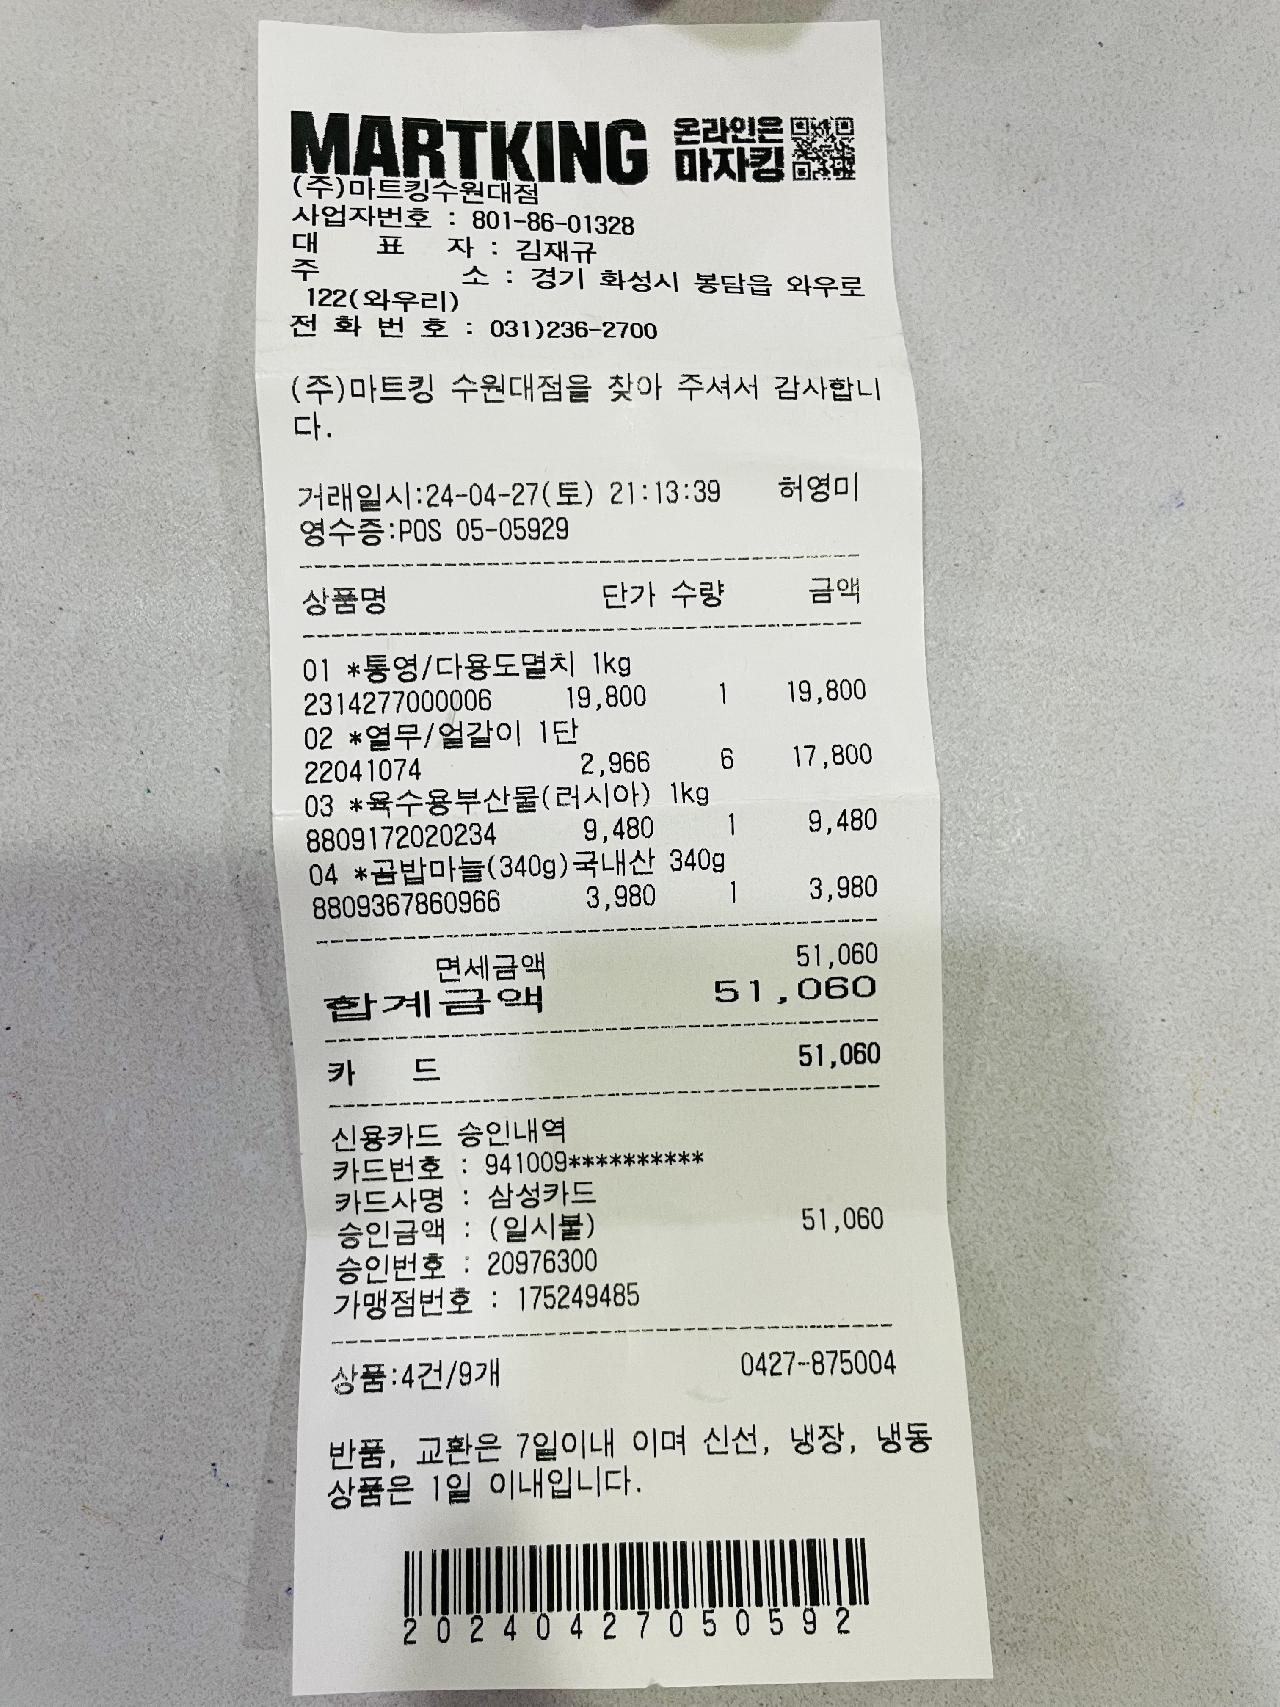 MARTKING 온라인은 마자킹
(주)마트킹수원대점
사업자번호 : 801-86-01328
대 표 자 : 김재규
주 소 : 경기 화성시 봉담읍 와우로
122(와우리)
전 화 번 호 : 031)236-2700
(주)마트킹 수원대점을 찾아 주셔서 감사합니
다.
거래일시:24-04-27(토) 21:13:39 허영미
영수증:POS 05-05929
상품명 단가 수량 금액
01 *통영/다용도멸치 1kg
2314277000006 19,800 1 19,800
02 *열무/얼갈이 1단
22041074 2,966 6 17,800
03 *육수용부산물(러시아) 1kg
8809172020234 9,480 1 9,480
04 *곰밥마늘(340g)국내산 340g
8809367860966 3,980 1 3,980
면세금액 51,060
합계금액 51,060
카 드 51,060
신용카드 승인내역
카드번호 : 941009**********
카드사명 : 삼성카드
승인금액 : (일시불) 51,060
승인번호 : 20976300
가맹점번호 : 175249485
상품:4건/9개 0427-875004
반품, 교환은 7일이내 이며 신선, 냉장, 냉동
상품은 1일 이내입니다.
20240427050592